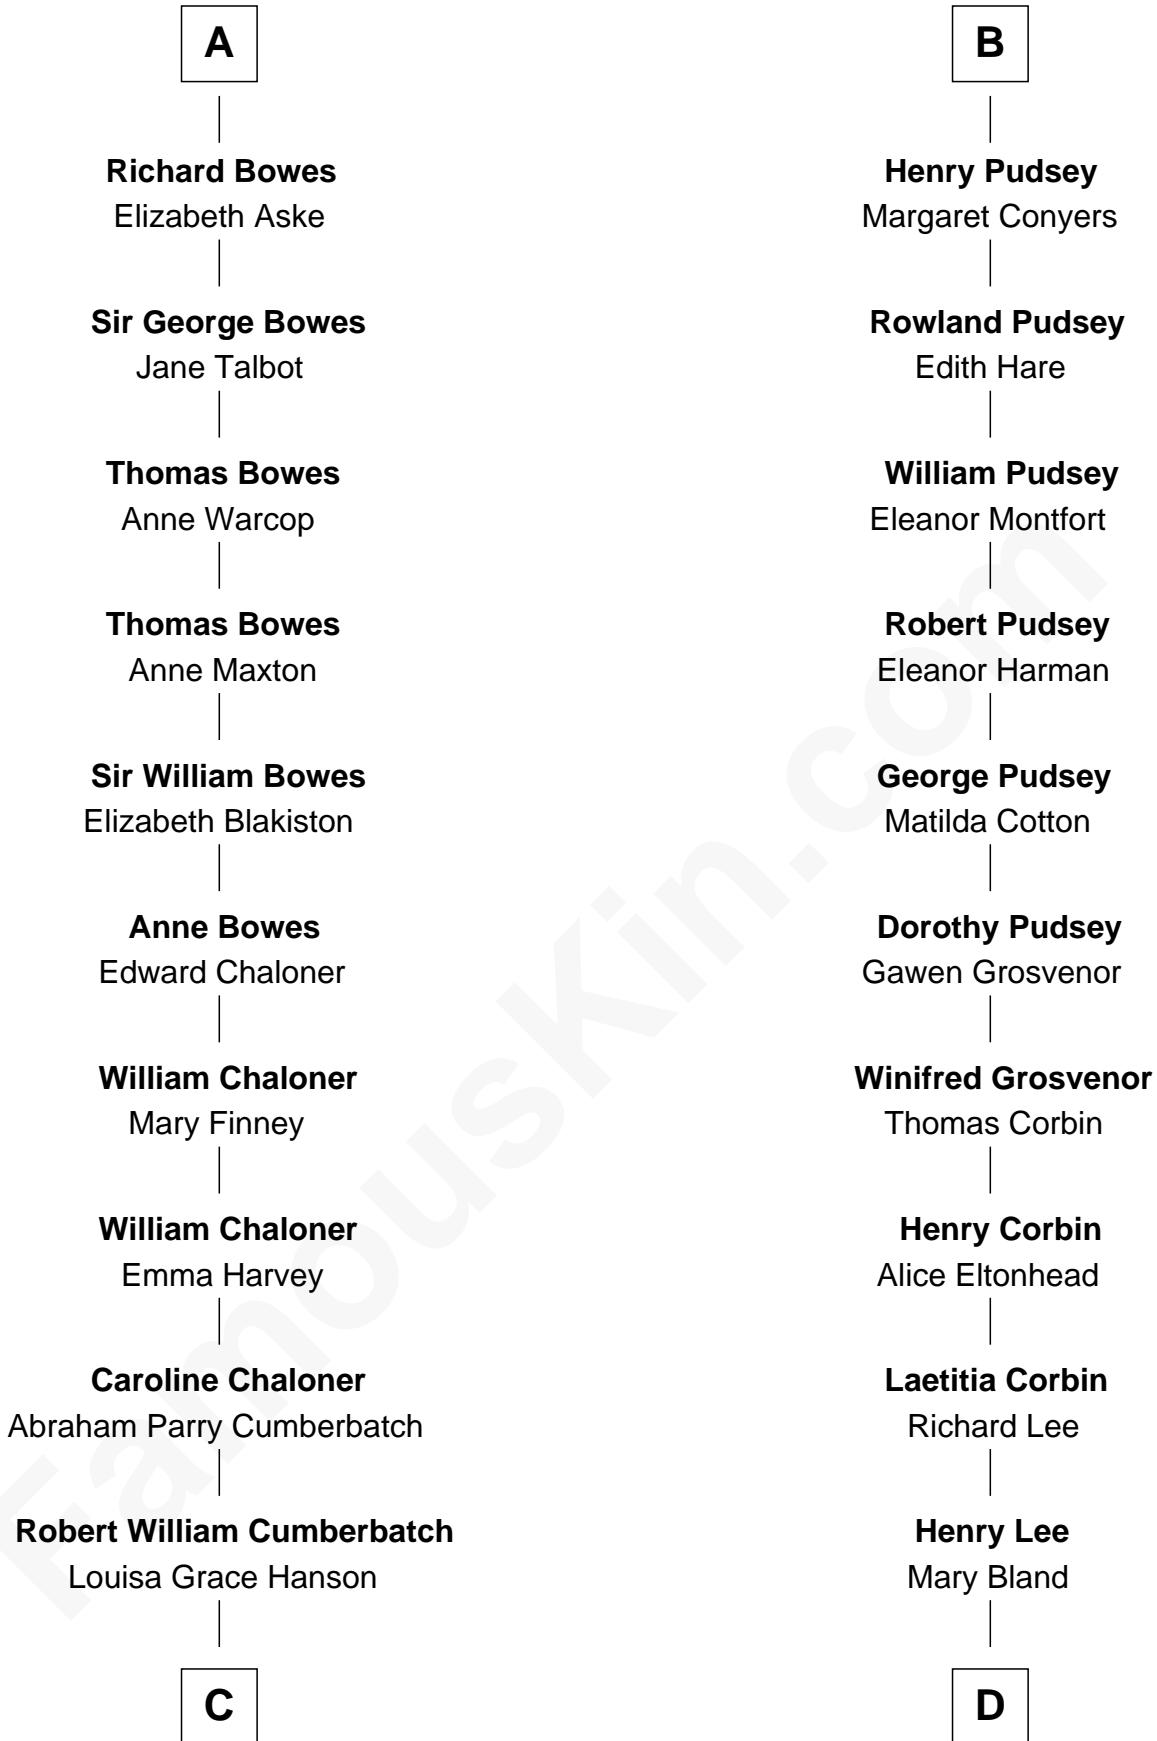 A
Richard Bowes
Elizabeth Aske
Sir George Bowes
Jane Talbot
Thomas Bowes
Anne Warcop
Thomas Bowes
Anne Maxton
Sir William Bowes
Elizabeth Blakiston
Anne Bowes
Edward Chaloner
William Chaloner
Mary Finney
William Chaloner
Emma Harvey
Caroline Chaloner
Abraham Parry Cumberbatch
Robert William Cumberbatch
Louisa Grace Hanson
C
B
Henry Pudsey
Margaret Conyers
Rowland Pudsey
Edith Hare
William Pudsey
Eleanor Montfort
Robert Pudsey
Eleanor Harman
George Pudsey
Matilda Cotton
Dorothy Pudsey
Gawen Grosvenor
Winifred Grosvenor
Thomas Corbin
Henry Corbin
Alice Eltonhead
Laetitia Corbin
Richard Lee
Henry Lee
Mary Bland
D
FamousKin.com